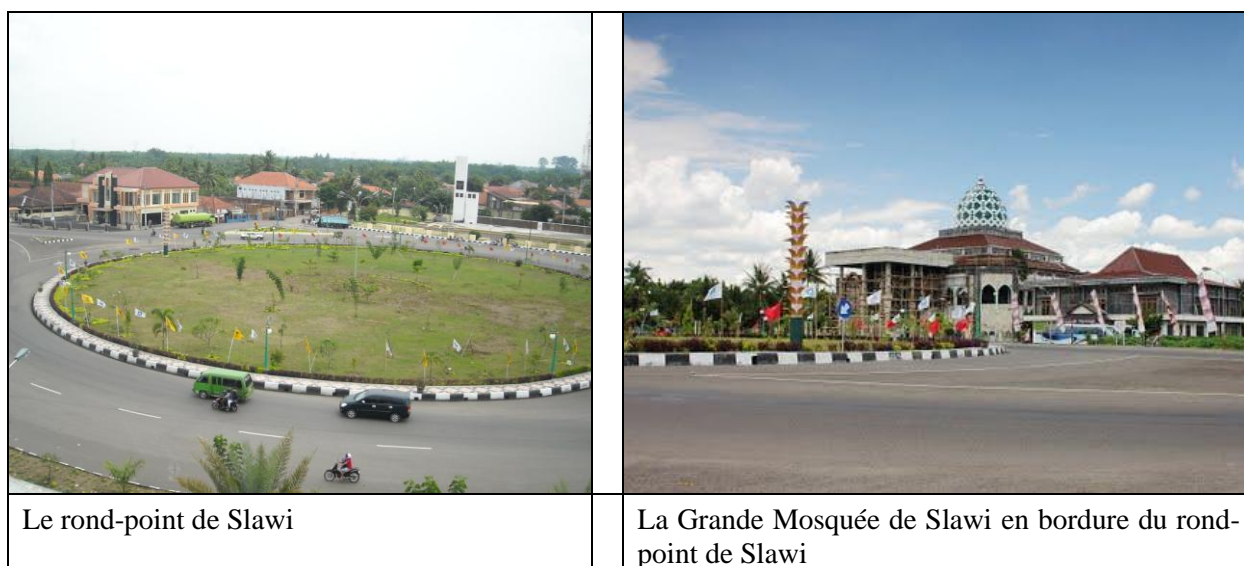 Le rond-point de Slawi
La Grande Mosquée de Slawi en bordure du rond-
point de Slawi